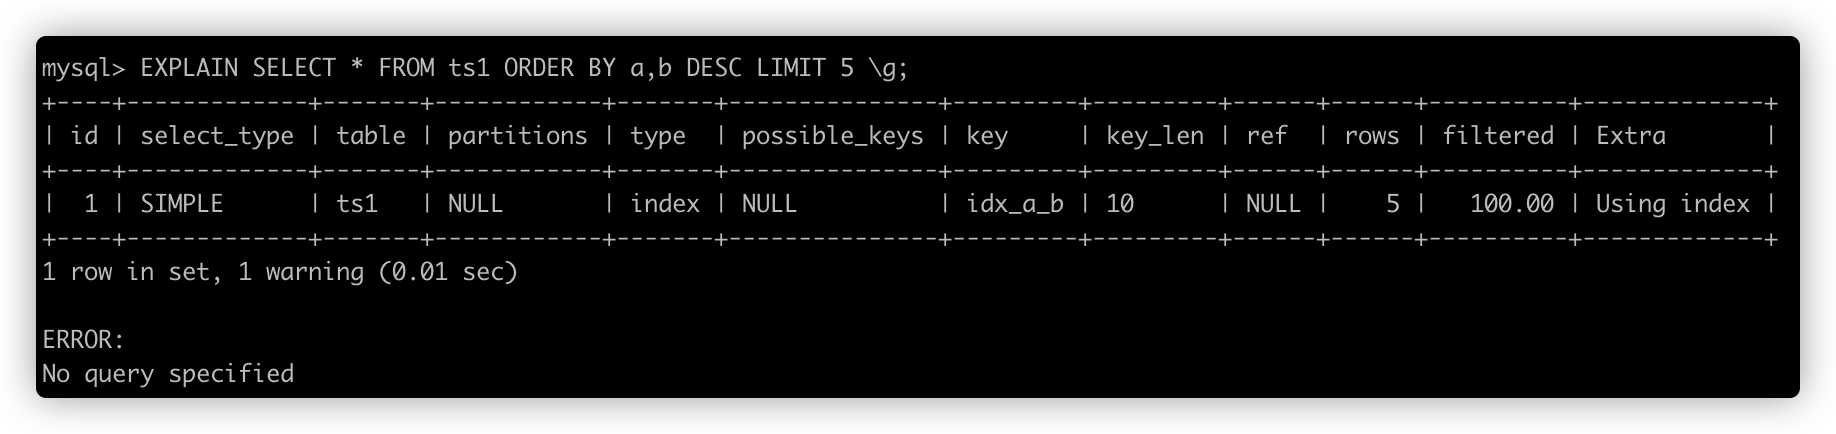 mysql> EXPLAIN SELECT * FROM ts1 ORDER BY a,b DESC LIMIT 5 \g;
+----+-------------+-------+------------+-------+---------------+---------+---------+------+------+----------+-------------+
| id | select_type | table | partitions | type  | possible_keys | key     | key_len | ref  | rows | filtered | Extra       |
+----+-------------+-------+------------+-------+---------------+---------+---------+------+------+----------+-------------+
|  1 | SIMPLE      | ts1   | NULL       | index | NULL          | idx_a_b | 10      | NULL |    5 |   100.00 | Using index |
+----+-------------+-------+------------+-------+---------------+---------+---------+------+------+----------+-------------+
1 row in set, 1 warning (0.01 sec)
ERROR:
No query specified